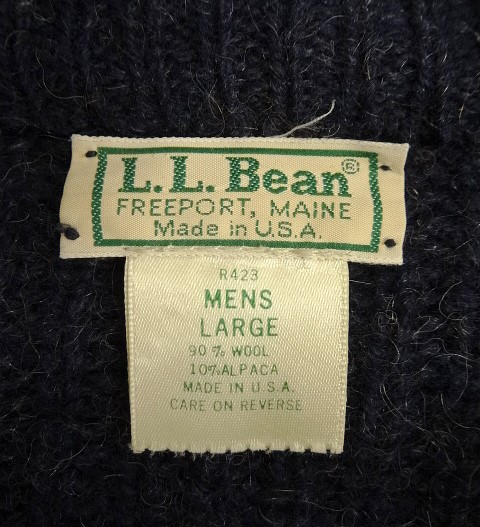 L.L. Bean®
FREEPORT, MAINE
Made in U.S.A.
R423
MENS
LARGE
90% WOOL
10% ALPACA
MADE IN U.S.A.
CARE ON REVERSE